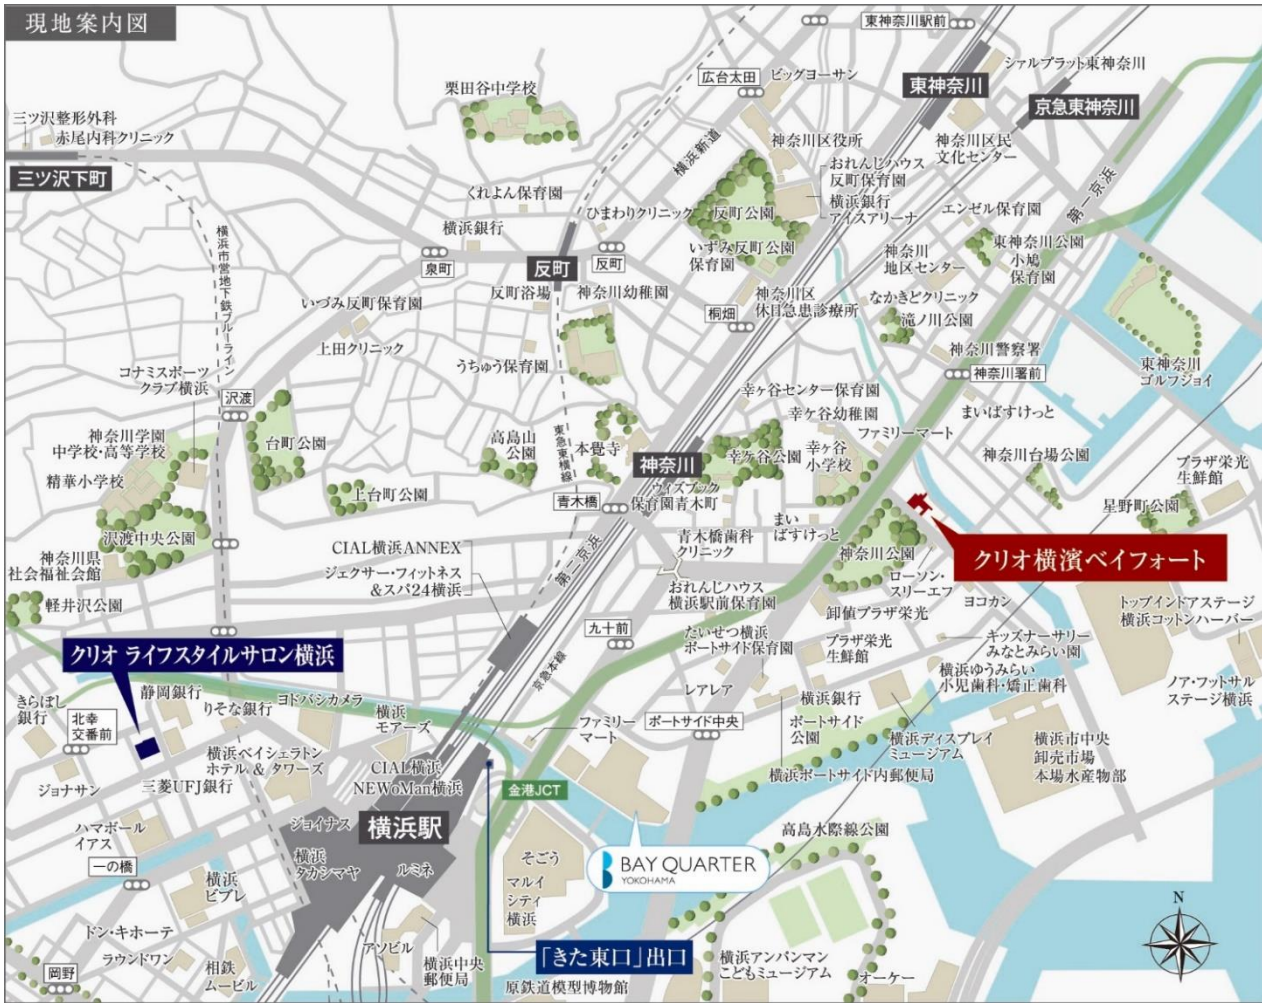 現地案内図
東神奈川駅前
シァルプラット東神奈川
広台太田
ビッグヨーサン
東神奈川
京急東神奈川
栗田谷中学校
三ツ沢整形外科
赤尾内科クリニック
三ツ沢下町
横浜新道
神奈川区役所
神奈川区民
文化センター
おれんじハウス
反町保育園
横浜銀行
アイスアリーナ
第一京浜
くれよん保育園
ひまわりクリニック
反町公園
エンゼル保育園
横浜市営地下鉄ブルーライン
横浜銀行
泉町
反町
反町
いずみ反町公園
保育園
神奈川
地区センター
東神奈川公園
小鳩
保育園
反町浴場
神奈川幼稚園
神奈川区
休日急患診療所
なかきどクリニック
いづみ反町保育園
桐畑
滝ノ川公園
上田クリニック
うちゅう保育園
神奈川警察署
神奈川署前
東神奈川
ゴルフジョイ
コナミスポーツ
クラブ横浜
沢渡
幸ヶ谷センター保育園
幸ヶ谷幼稚園
まいばすけっと
ファミリーマート
神奈川学園
中学校・高等学校
台町公園
高島山
公園
東急東横線
本覺寺
神奈川
幸ケ谷公園
幸ヶ谷
小学校
神奈川台場公園
プラザ栄光
生鮮館
精華小学校
上台町公園
青木橋
ウィズブック
保育園青木町
星野町公園
沢渡中央公園
まい
ばすけっと
青木橋歯科
クリニック
神奈川公園
クリオ横濱ベイフォート
神奈川県
社会福祉会館
CIAL横浜ANNEX
ジェクサー・フィットネス
&スパ24横浜
第二京浜
ローソン・
スリーエフ
おれんじハウス
横浜駅前保育園
ヨコカン
軽井沢公園
卸値プラザ栄光
トップインドアステージ
横浜コットンハーバー
九十前
たいせつ横浜
ポートサイド保育園
プラザ栄光
生鮮館
キッズナーサリー
みなとみらい園
クリオ ライフスタイルサロン横浜
京急本線
横浜ゆうみらい
小児歯科・矯正歯科
静岡銀行
りそな銀行
ヨドバシカメラ
レアレア
横浜銀行
ノア・フットサル
ステージ横浜
きらぼし
銀行
北幸
交番前
横浜
モアーズ
ファミリー
マート
ポートサイド中央
ポートサイド
公園
横浜ディスプレイ
ミュージアム
横浜市中央
卸売市場
本場水産物部
横浜ベイシェラトン
ホテル & タワーズ
CIAL横浜
NEWoMan横浜
横浜ポートサイド内郵便局
ジョナサン
三菱UFJ銀行
金港JCT
ハマボール
イアス
ジョイナス
横浜駅
高島水際線公園
一の橋
横浜
タカシマヤ
ルミネ
そごう
マルイ
シティ
横浜
BAY QUARTER
YOKOHAMA
横浜
ビブレ
N
ドン・キホーテ
ラウンドワン
アソビル
「きた東口」出口
岡野
相鉄
ムービル
横浜中央
郵便局
原鉄道模型博物館
横浜アンパンマン
こどもミュージアム
オーケー